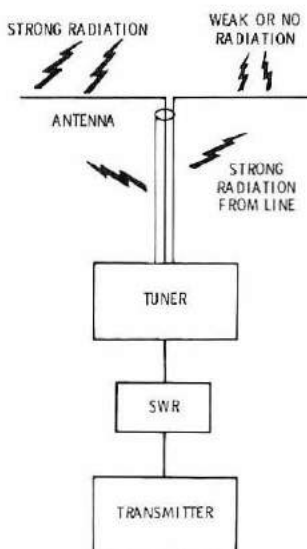 STRONG RADIATION
WEAK OR NO
RADIATION
ANTENNA
STRONG
RADIATION
FROM LINE
TUNER
SWR
TRANSMITTER